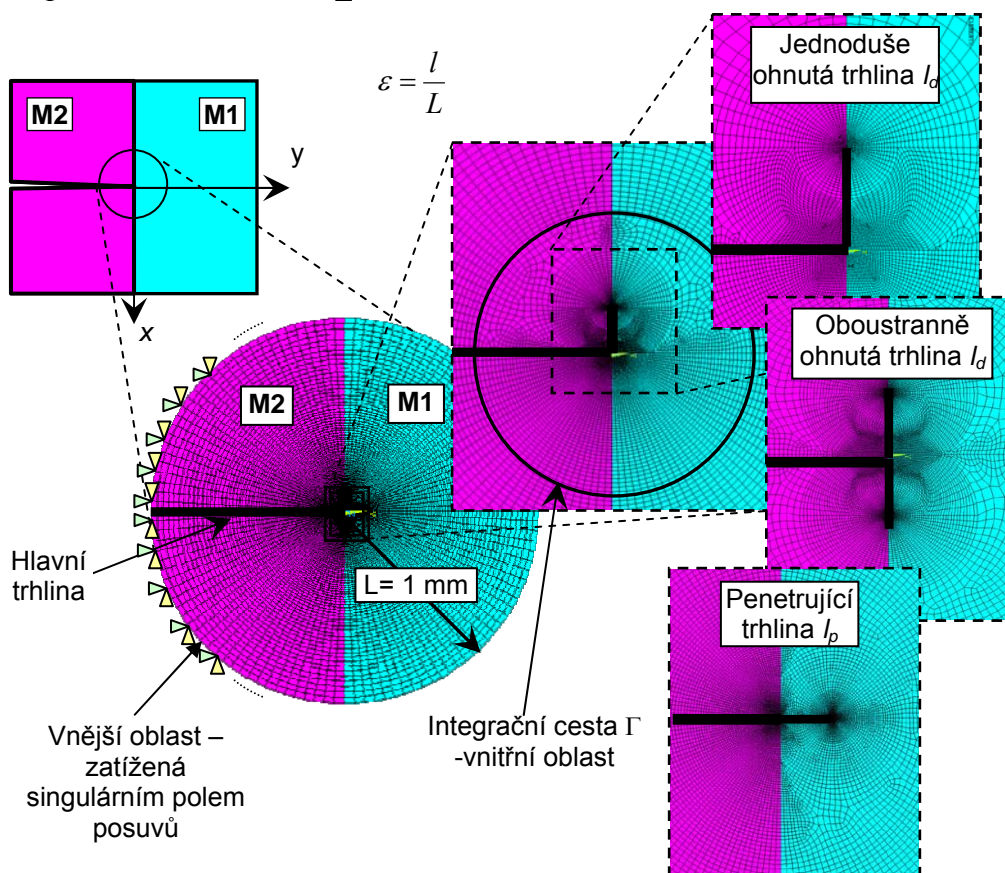 M2
M1
y
x
ε = l / L
Jednoduše
ohnutá trhlina l_d
Oboustranně
ohnutá trhlina l_d
M2
M1
Hlavní
trhlina
L= 1 mm
Penetrující
trhlina l_p
Vnější oblast –
zatížená
singulárním polem
posuvů
Integrační cesta Γ
-vnitřní oblast